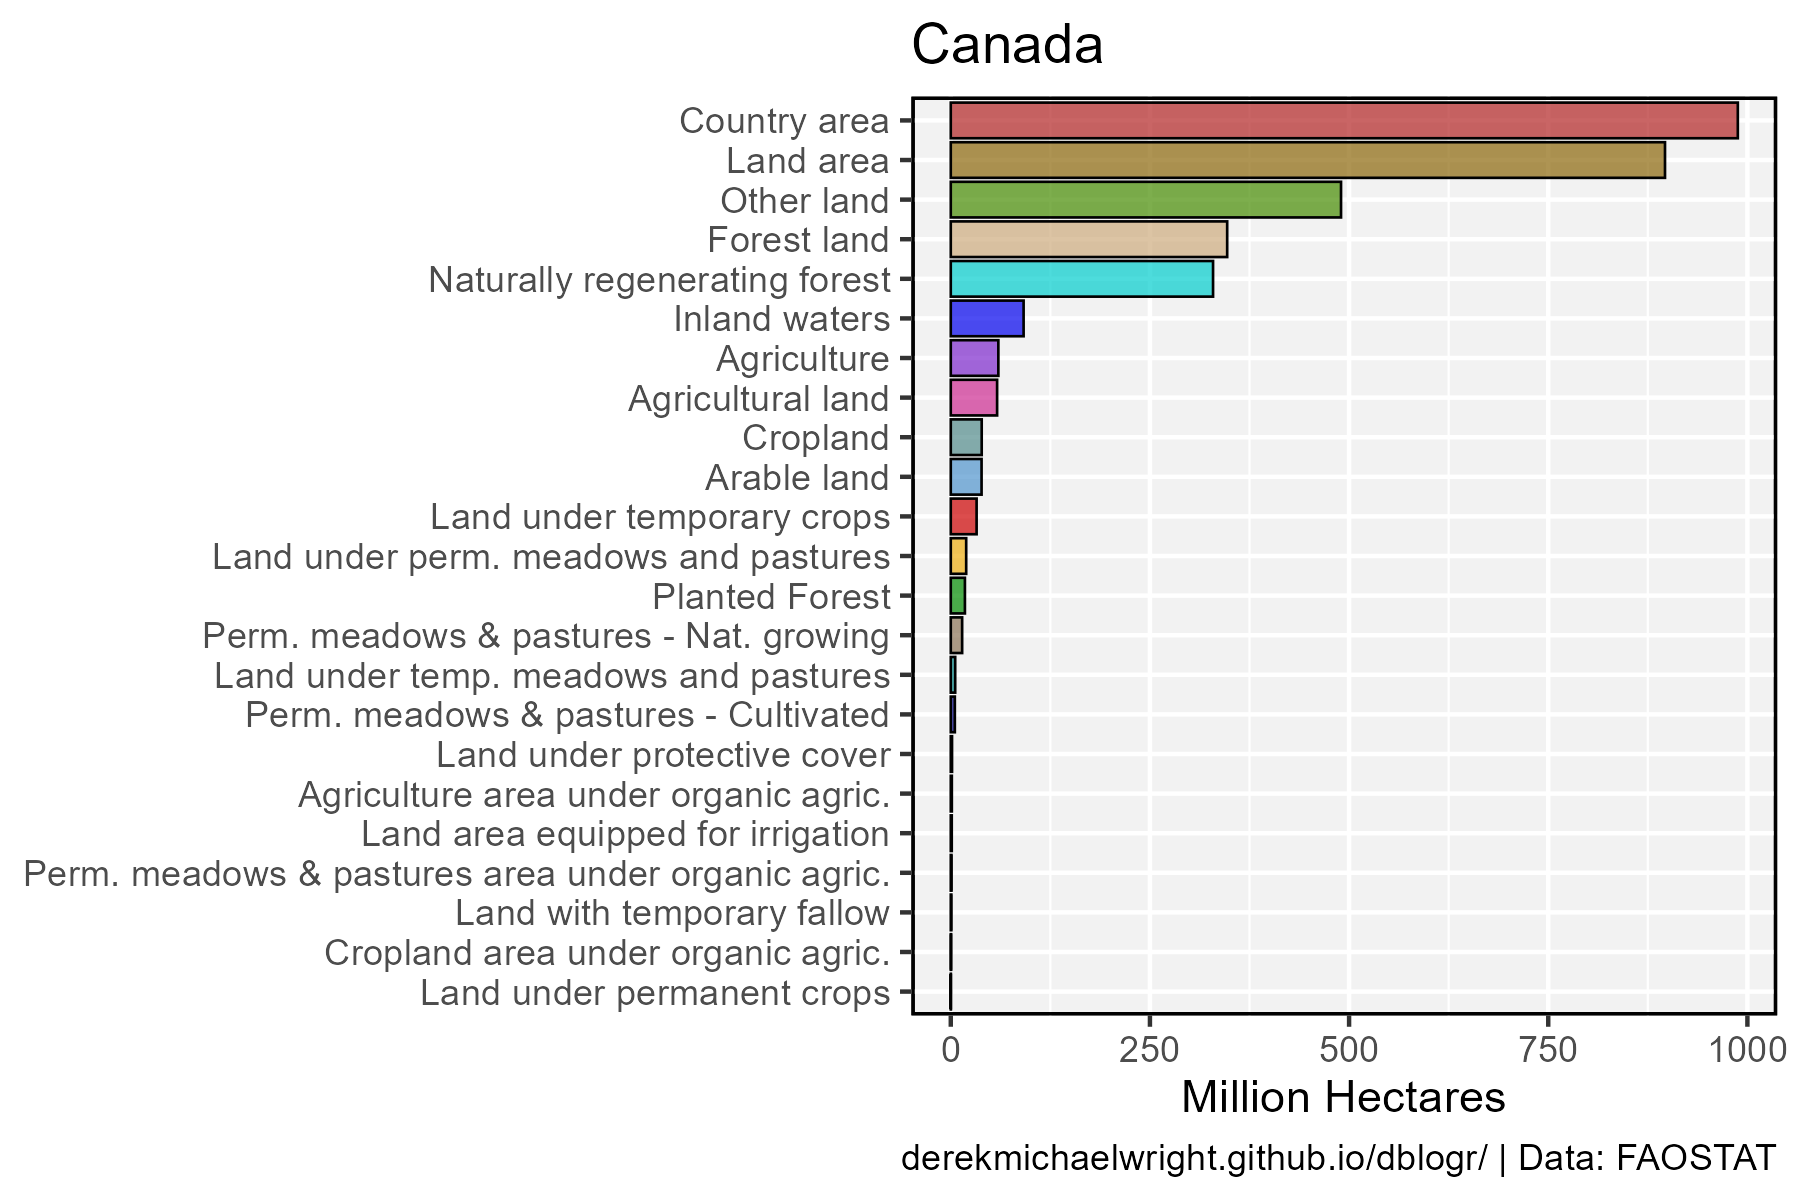 Canada
Country area
Land area
Other land
Forest land
Naturally regenerating forest
Inland waters
Agriculture
Agricultural land
Cropland
Arable land
Land under temporary crops
Land under perm. meadows and pastures
Planted Forest
Perm. meadows & pastures - Nat. growing
Land under temp. meadows and pastures
Perm. meadows & pastures - Cultivated
Land under protective cover
Agriculture area under organic agric.
Land area equipped for irrigation
Perm. meadows & pastures area under organic agric.
Land with temporary fallow
Cropland area under organic agric.
Land under permanent crops
0 250 500 750 1000
Million Hectares
derekmichaelwright.github.io/dblogr/ | Data: FAOSTAT